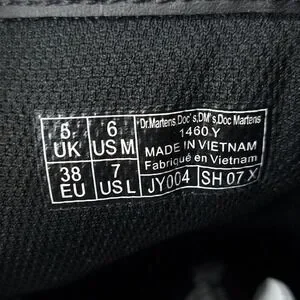 5 UK
6 US M
38 EU
7 US L
"Dr.Martens,Doc's,DM's,Doc Martens
1460 Y
MADE IN VIETNAM
Fabriqué en Vietnam
JY004
SH 07 X